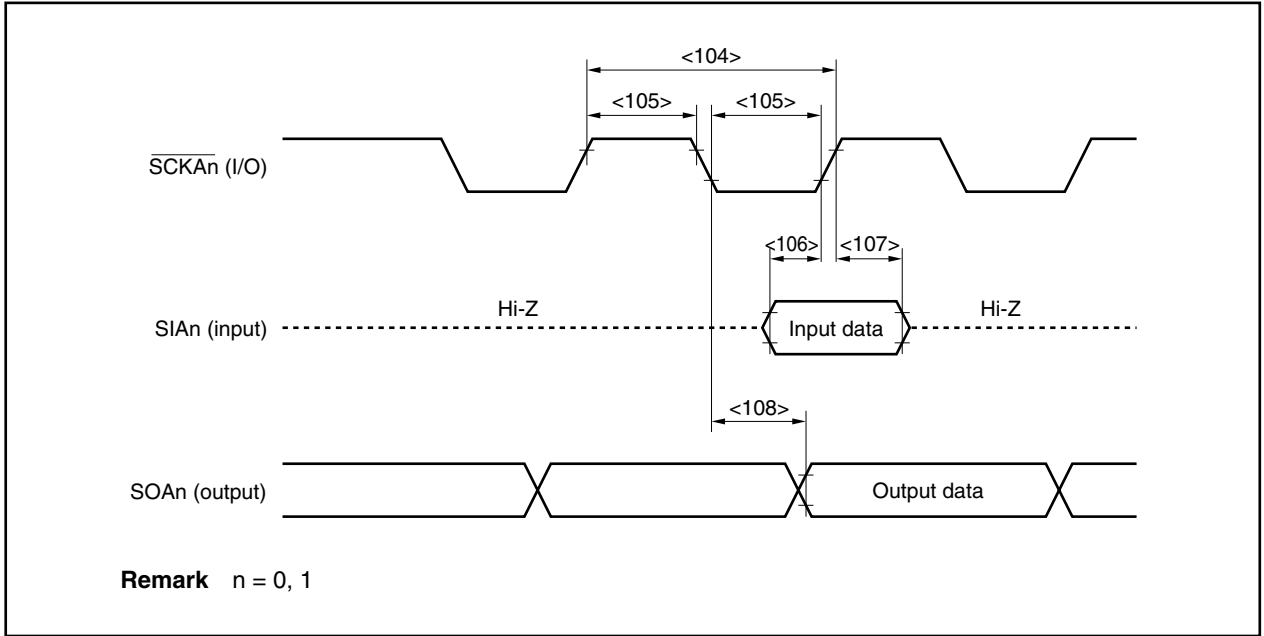 <104>
<105> <105>
SCKAn (I/O)
<106> <107>
Hi-Z Hi-Z
SIAn (input) Input data
<108>
SOAn (output) Output data
Remark n = 0, 1